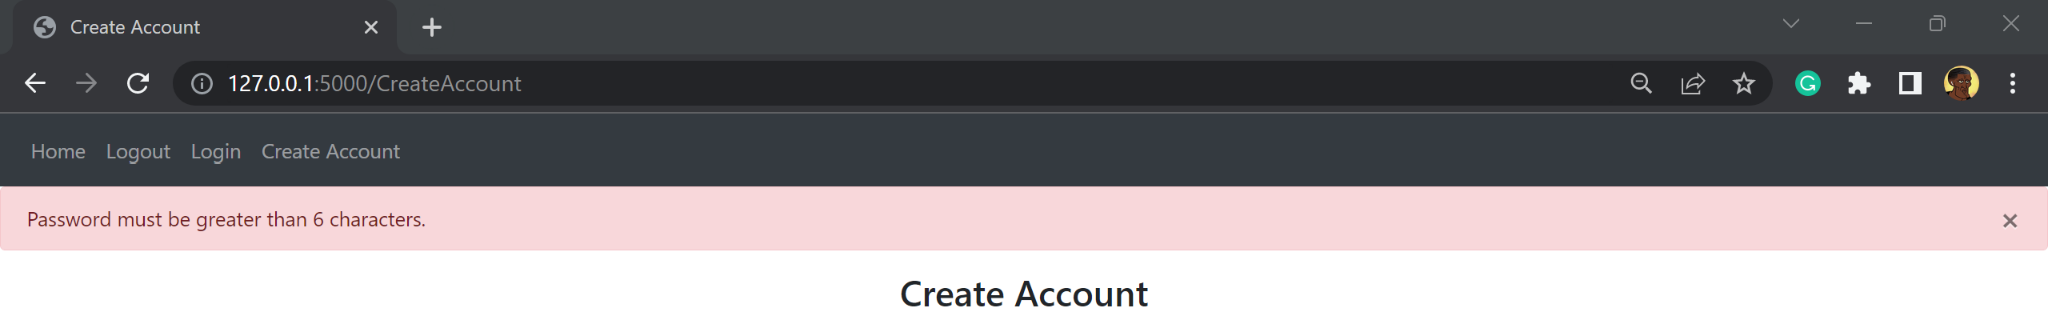 Create Account
127.0.0.1:5000/CreateAccount
Home Logout Login Create Account
Password must be greater than 6 characters.
Create Account